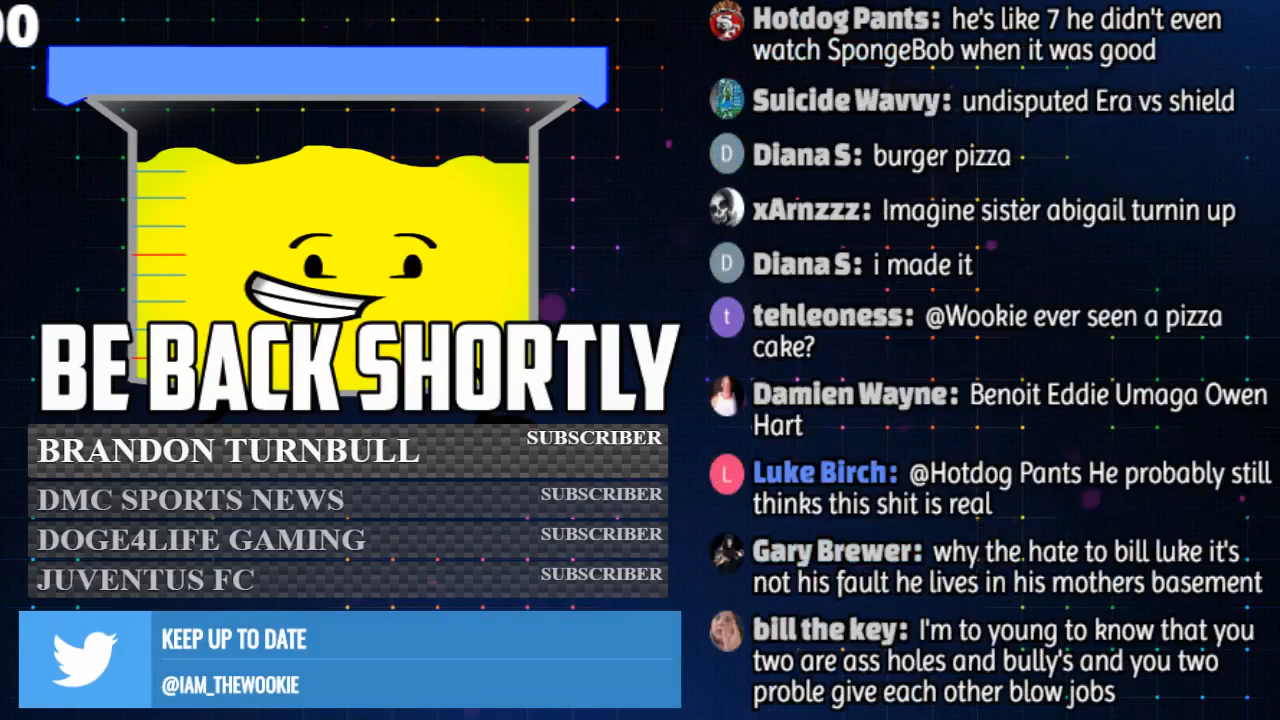 00
BE BACK SHORTLY
BRANDON TURNBULL SUBSCRIBER
DMC SPORTS NEWS SUBSCRIBER
DOGE4LIFE GAMING SUBSCRIBER
JUVENTUS FC SUBSCRIBER
KEEP UP TO DATE
@IAM_THEWOOKIE
Hotdog Pants: he's like 7 he didn't even
watch SpongeBob when it was good
Suicide Wavvy: undisputed Era vs shield
D Diana S: burger pizza
xArnzzz: Imagine sister abigail turnin up
D Diana S: i made it
t tehleoness: @Wookie ever seen a pizza
cake?
Damien Wayne: Benoit Eddie Umaga Owen
Hart
L Luke Birch: @Hotdog Pants He probably still
thinks this shit is real
Gary Brewer: why the hate to bill luke it's
not his fault he lives in his mothers basement
bill the key: I'm to young to know that you
two are ass holes and bully's and you two
proble give each other blow jobs